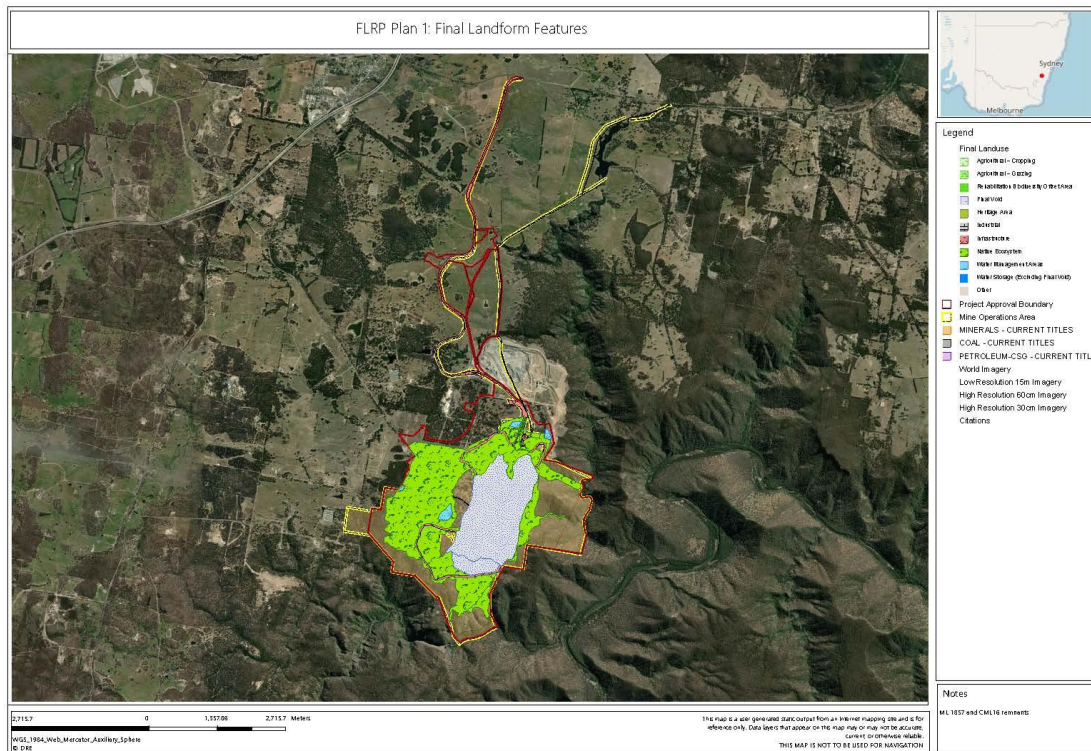 FLRP Plan 1: Final Landform Features
Sydney
Melbourne
Legend
Final Landuse
Agricultural - Cropping
Agricultural - Grazing
Rehabilitation Biodiversity Offset Area
Final Void
Heritage Area
Industrial
Infrastructure
Native Ecosystem
Water Management Areas
Water Storage (Excluding Final Void)
Other
Project Approval Boundary
Mine Operations Area
MINERALS - CURRENT TITLES
COAL - CURRENT TITLES
PETROLEUM-CSG - CURRENT TITL
World Imagery
Low Resolution 15m Imagery
High Resolution 60cm Imagery
High Resolution 30cm Imagery
Citations
Notes
ML 1857 and CML16 remnants
2,715.7 0 1,357.86 2,715.7 Meters
WGS_1984_Web_Mercator_Auxiliary_Sphere
© DRE
This map is a user generated static output from an Internet mapping site and is for
reference only. Data layers that appear on this map may or may not be accurate,
current, or otherwise reliable.
THIS MAP IS NOT TO BE USED FOR NAVIGATION